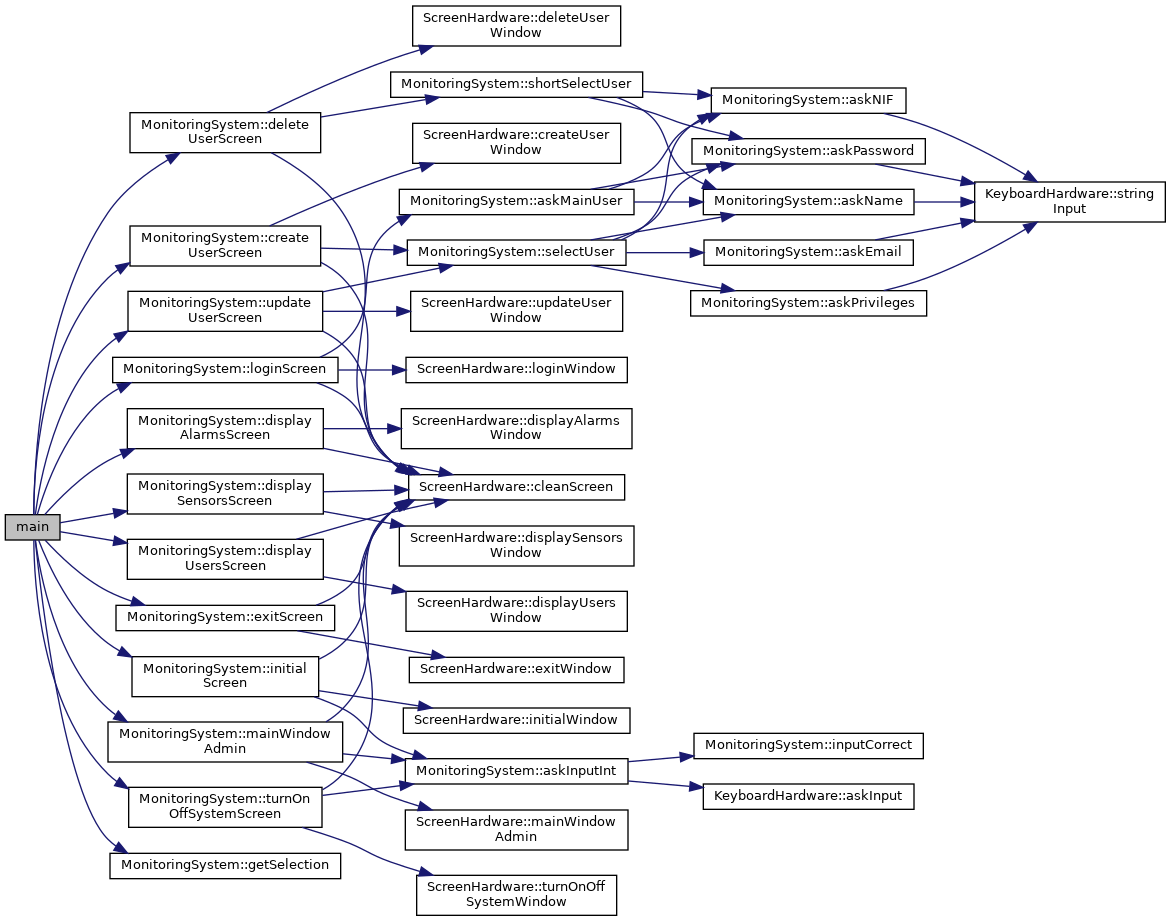 main
MonitoringSystem::delete
UserScreen
MonitoringSystem::create
UserScreen
MonitoringSystem::update
UserScreen
MonitoringSystem::loginScreen
MonitoringSystem::display
AlarmsScreen
MonitoringSystem::display
SensorsScreen
MonitoringSystem::display
UsersScreen
MonitoringSystem::exitScreen
MonitoringSystem::initial
Screen
MonitoringSystem::mainWindow
Admin
MonitoringSystem::turnOn
OffSystemScreen
MonitoringSystem::getSelection
ScreenHardware::deleteUser
Window
MonitoringSystem::shortSelectUser
ScreenHardware::createUser
Window
MonitoringSystem::askMainUser
MonitoringSystem::selectUser
ScreenHardware::updateUser
Window
ScreenHardware::loginWindow
ScreenHardware::displayAlarms
Window
ScreenHardware::cleanScreen
ScreenHardware::displaySensors
Window
ScreenHardware::displayUsers
Window
ScreenHardware::exitWindow
ScreenHardware::initialWindow
MonitoringSystem::askInputInt
ScreenHardware::mainWindow
Admin
ScreenHardware::turnOnOff
SystemWindow
MonitoringSystem::askNIF
MonitoringSystem::askPassword
MonitoringSystem::askName
MonitoringSystem::askEmail
MonitoringSystem::askPrivileges
MonitoringSystem::inputCorrect
KeyboardHardware::askInput
KeyboardHardware::string
Input